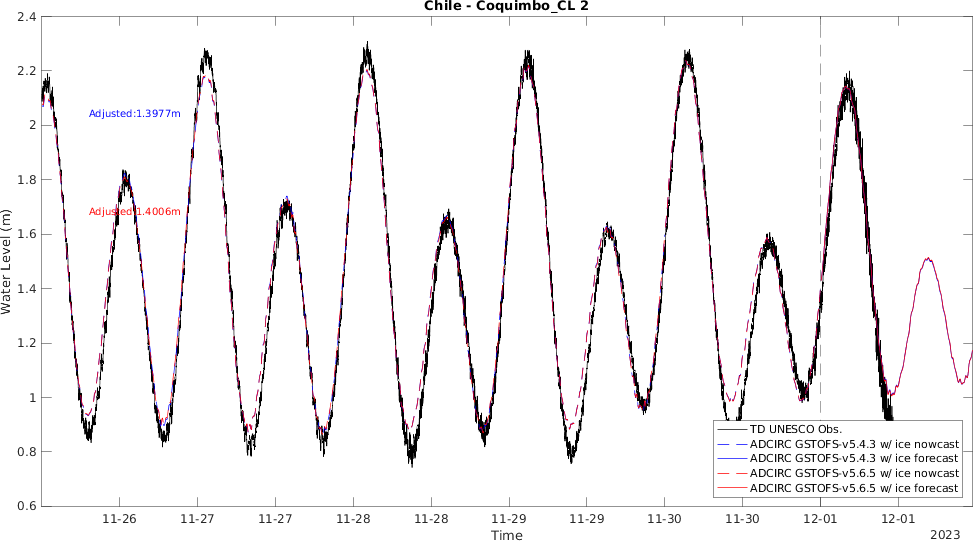 Chile - Coquimbo_CL 2
2.4
2.2
2
1.8
1.6
1.4
1.2
1
0.8
0.6
Water Level (m)
Adjusted:1.3977m
Adjusted:1.4006m
TD UNESCO Obs.
ADCIRC GSTOFS-v5.4.3 w/ ice nowcast
ADCIRC GSTOFS-v5.4.3 w/ ice forecast
ADCIRC GSTOFS-v5.6.5 w/ ice nowcast
ADCIRC GSTOFS-v5.6.5 w/ ice forecast
11-26 11-27 11-27 11-28 11-28 11-29 11-29 11-30 11-30 12-01 12-01
Time
2023